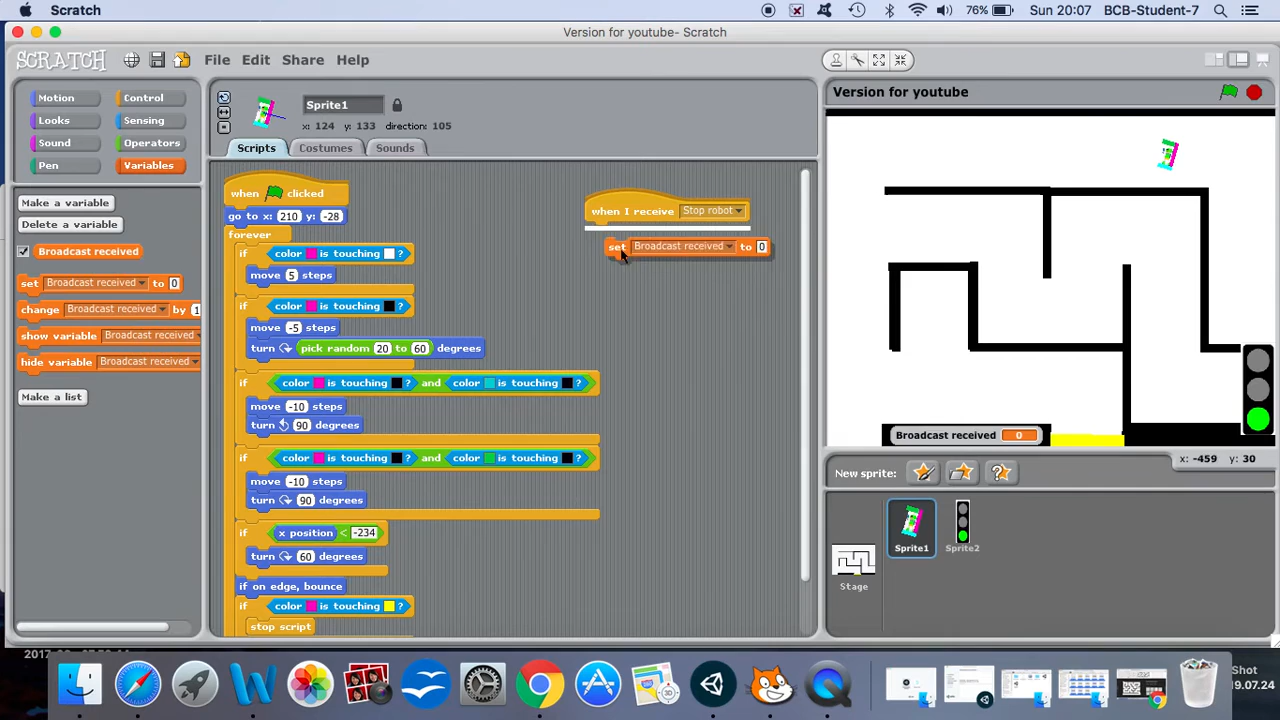 Scratch 76% Sun 20:07 BCB-Student-7
Version for youtube- Scratch
SCRATCH File Edit Share Help
Motion Control
Looks Sensing
Sound Operators
Pen Variables
Make a variable
Delete a variable
Broadcast received
set Broadcast received to 0
change Broadcast received by 1
show variable Broadcast received
hide variable Broadcast received
Make a list
Sprite1
x: 124 y: 133 direction: 105
Scripts Costumes Sounds
when clicked
go to x: 210 y: -28
forever
if color is touching ?
move 5 steps
if color is touching ?
move -5 steps
turn pick random 20 to 60 degrees
if color is touching ? and color is touching ?
move -10 steps
turn 90 degrees
if color is touching ? and color is touching ?
move -10 steps
turn 90 degrees
if x position < -234
turn 60 degrees
if on edge, bounce
if color is touching ?
stop script
when I receive Stop robot
set Broadcast received to 0
Version for youtube
Broadcast received 0
x: -459 y: 30
New sprite:
Stage
Sprite1
Sprite2
Shot
19.07.24